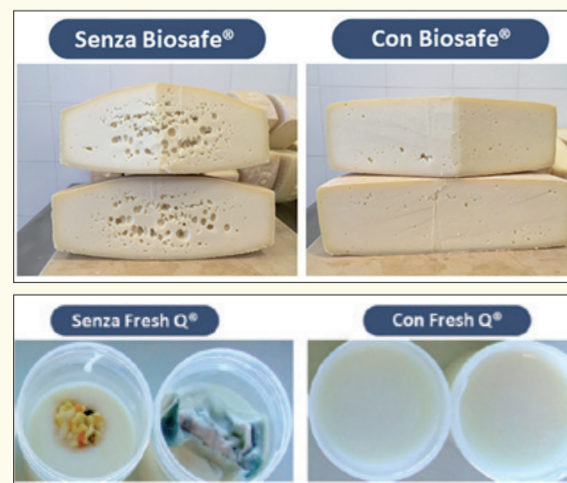 Senza Biosafe®
Con Biosafe®
Senza Fresh Q®
Con Fresh Q®